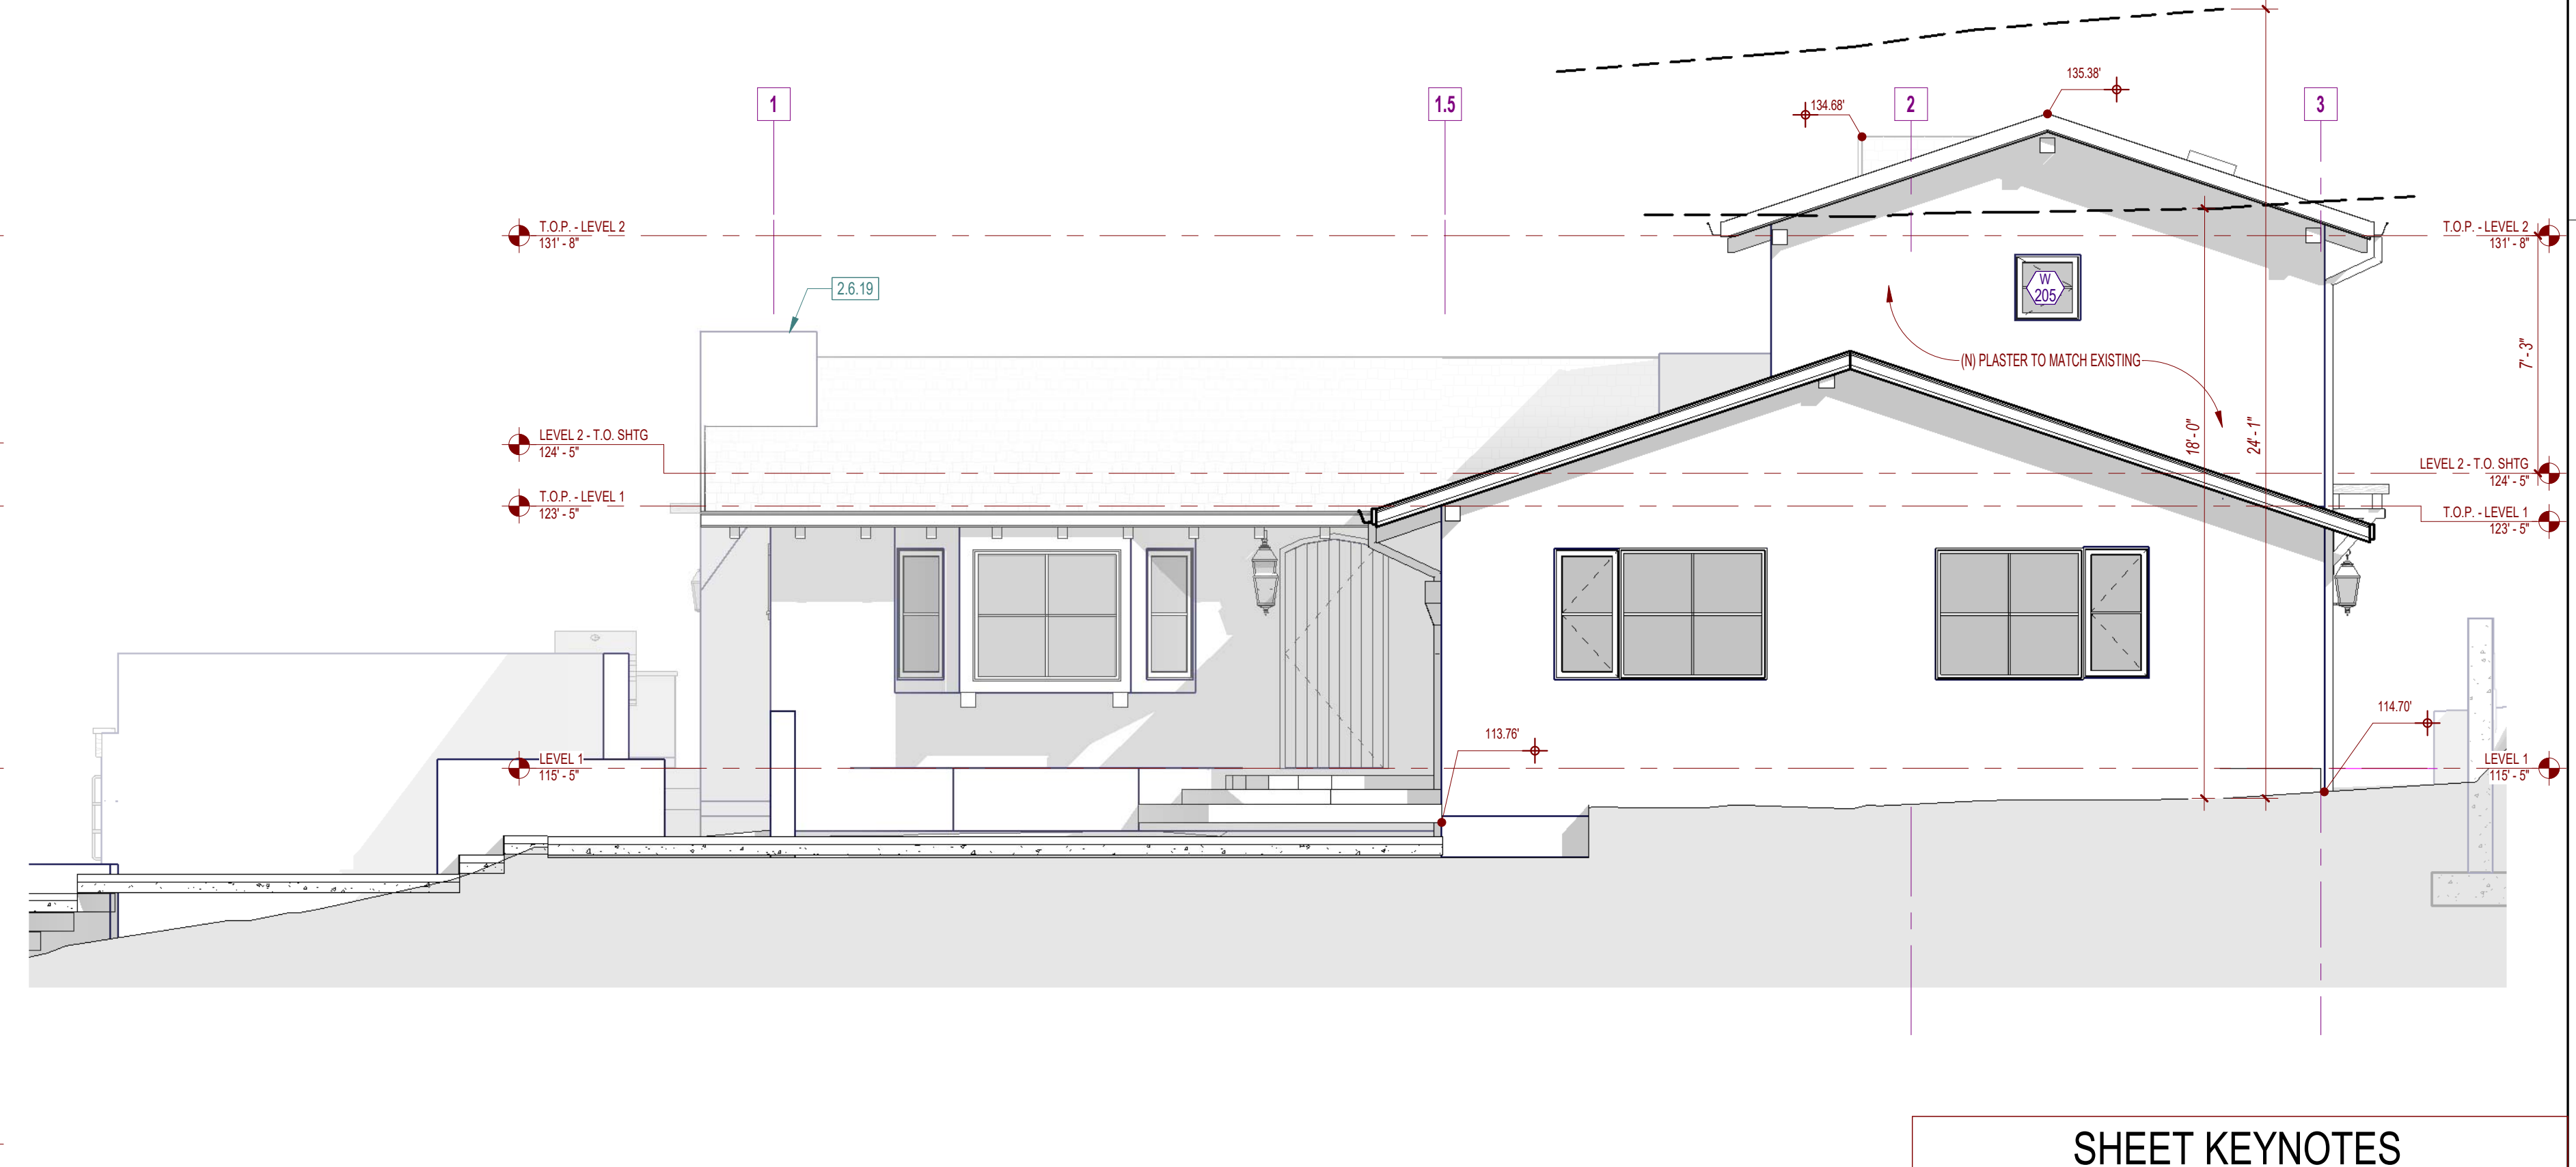 135.38'
134.68'
1
1.5
2
3
T.O.P. - LEVEL 2
131' - 8"
T.O.P. - LEVEL 2
131' - 8"
2.6.19
W
205
(N) PLASTER TO MATCH EXISTING
7' - 3"
18' - 0"
24' - 1"
LEVEL 2 - T.O. SHTG
124' - 5"
LEVEL 2 - T.O. SHTG
124' - 5"
T.O.P. - LEVEL 1
123' - 5"
T.O.P. - LEVEL 1
123' - 5"
114.70'
113.76'
LEVEL 1
115' - 5"
LEVEL 1
115' - 5"
SHEET KEYNOTES